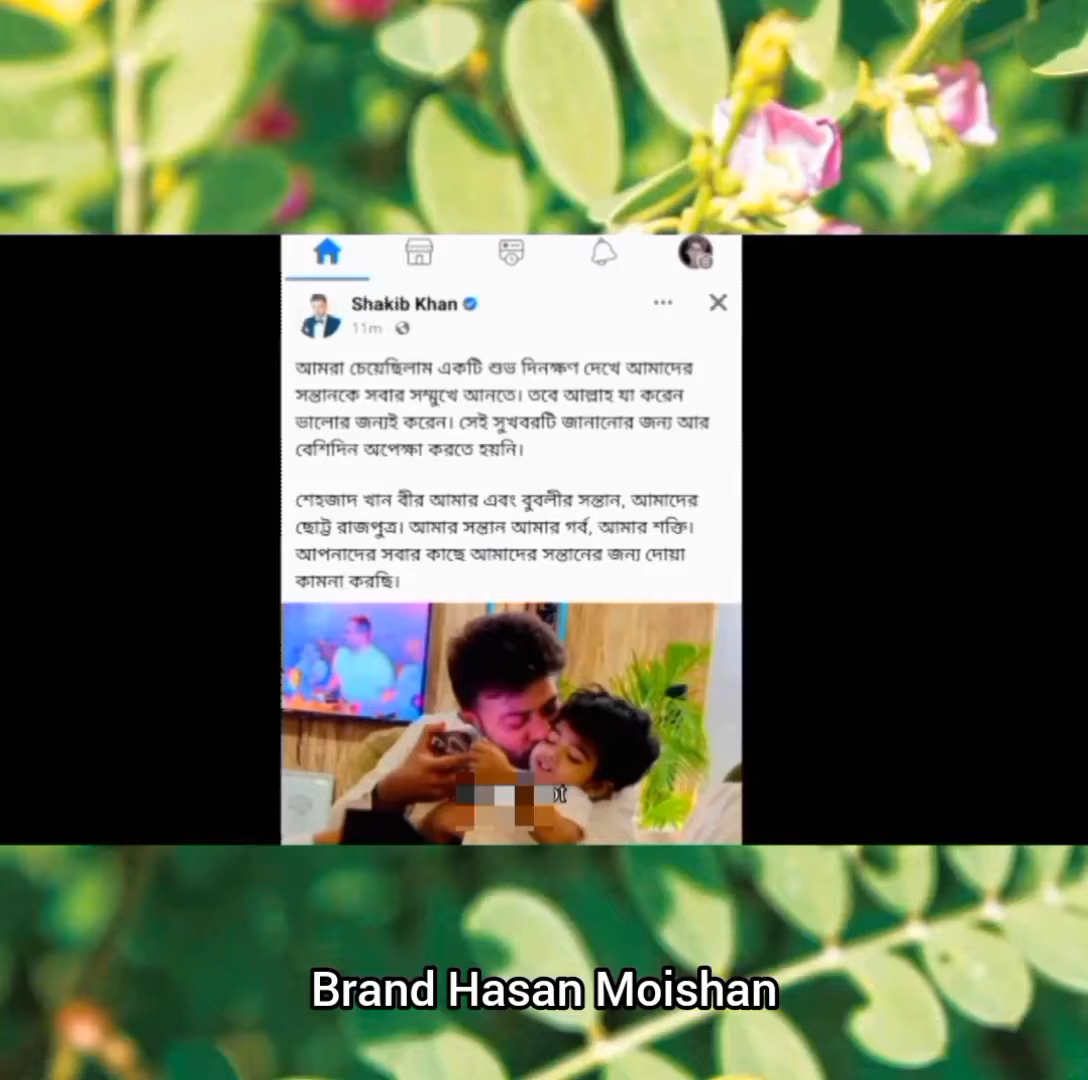 Shakib Khan
11m
আমরা চেয়েছিলাম একটি শুভ দিনক্ষণ দেখে আমাদের
সন্তানকে সবার সম্মুখে আনতে। তবে আল্লাহ যা করেন
ভালোর জন্যই করেন। সেই সুখবরটি জানানোর জন্য আর
বেশিদিন অপেক্ষা করতে হয়নি।
শেহজাদ খান বীর আমার এবং বুবলীর সন্তান, আমাদের
ছোট্ট রাজপুত্র। আমার সন্তান আমার গর্ব, আমার শক্তি।
আপনাদের সবার কাছে আমাদের সন্তানের জন্য দোয়া
কামনা করছি।
Brand Hasan Moishan